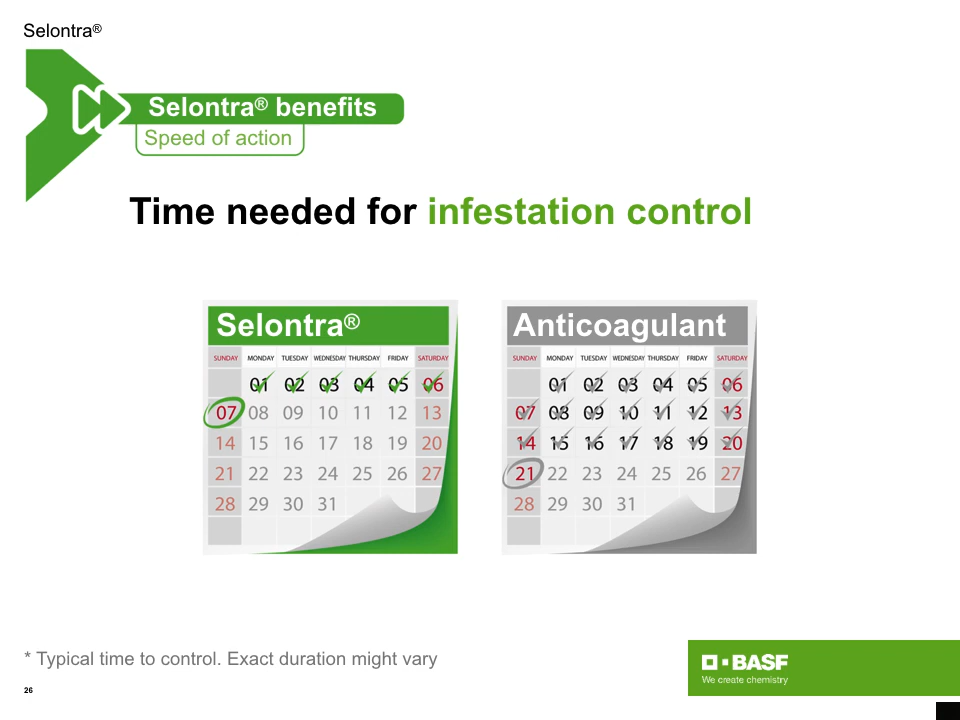 Selontra®
Selontra® benefits
Speed of action
Time needed for infestation control
Selontra®
SUNDAY MONDAY TUESDAY WEDNESDAY THURSDAY FRIDAY SATURDAY
01 02 03 04 05 06
07 08 09 10 11 12 13
14 15 16 17 18 19 20
21 22 23 24 25 26 27
28 29 30 31
Anticoagulant
SUNDAY MONDAY TUESDAY WEDNESDAY THURSDAY FRIDAY SATURDAY
01 02 03 04 05 06
07 08 09 10 11 12 13
14 15 16 17 18 19 20
21 22 23 24 25 26 27
28 29 30 31
* Typical time to control. Exact duration might vary
26
BASF
We create chemistry